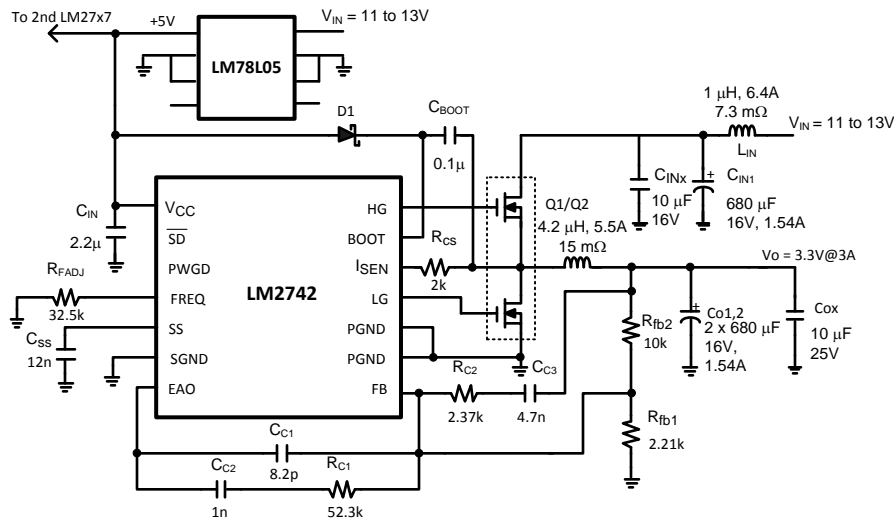 To 2nd LM27x7
+5V
V_IN = 11 to 13V
LM78L05
D1
C_BOOT
0.1μ
1 μH, 6.4A
7.3 mΩ
V_IN = 11 to 13V
L_IN
C_INx
10 μF
16V
+
C_IN1
680 μF
16V, 1.54A
C_IN
2.2μ
V_CC
S̅D̅
PWGD
FREQ
SS
SGND
EAO
LM2742
HG
BOOT
I_SEN
LG
PGND
PGND
FB
R_FADJ
32.5k
C_SS
12n
R_CS
2k
Q1/Q2
4.2 μH, 5.5A
15 mΩ
Vo = 3.3V@3A
+
Co1,2
2 x 680 μF
16V,
1.54A
Cox
10 μF
25V
R_fb2
10k
R_C2
2.37k
C_C3
4.7n
R_fb1
2.21k
C_C1
8.2p
C_C2
1n
R_C1
52.3k